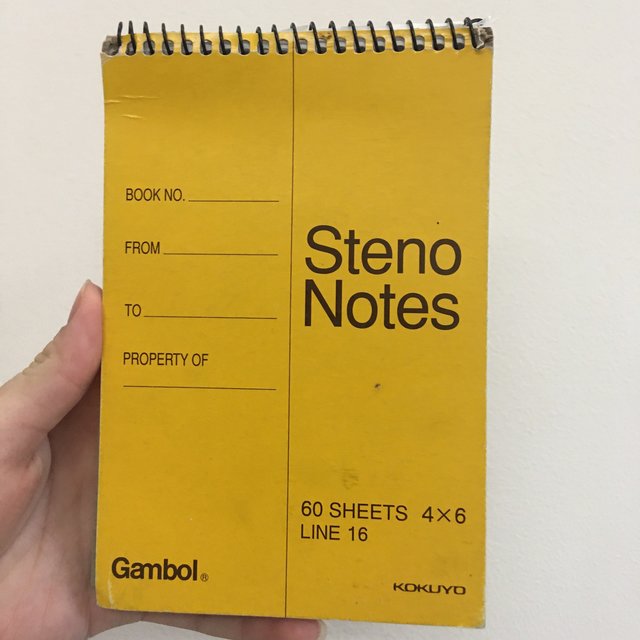 BOOK NO.
FROM
TO
PROPERTY OF
Steno
Notes
60 SHEETS 4×6
LINE 16
Gambol®
KOKUYO